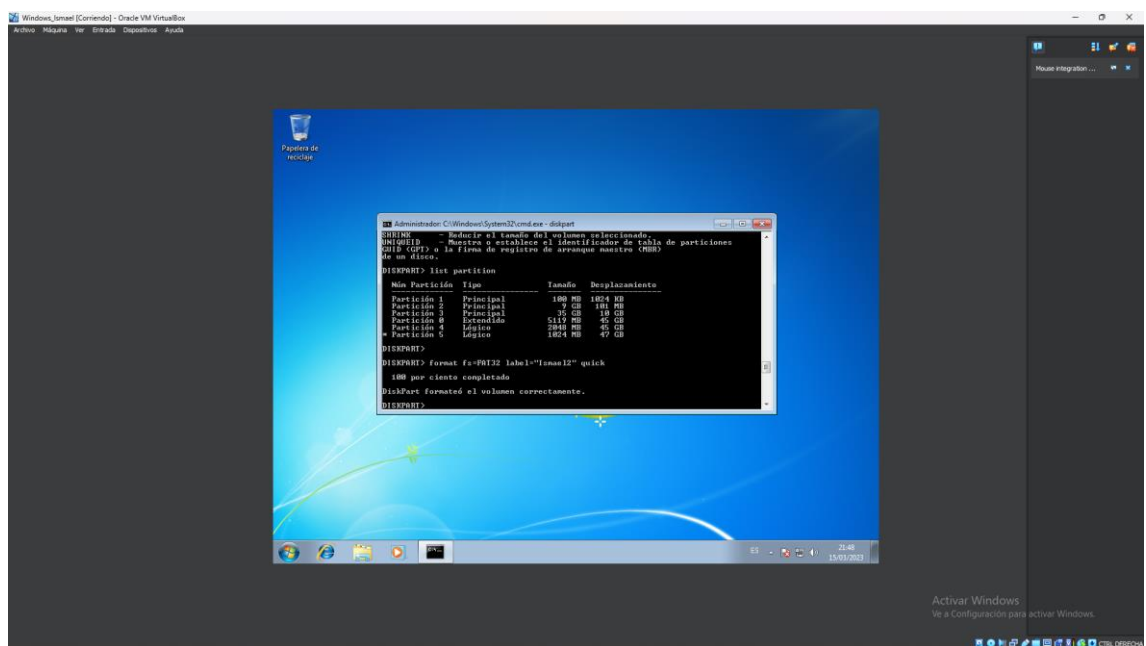 Windows_Ismael [Corriendo] - Oracle VM VirtualBox
Archivo Máquina Ver Entrada Dispositivos Ayuda
Mouse integration ...
Papelera de
reciclaje
Administrador: C:\Windows\System32\cmd.exe - diskpart
SHRINK - Reducir el tamaño del volumen seleccionado.
UNIQUEID - Muestra o establece el identificador de tabla de particiones
GUID (GPT) o la firma de registro de arranque maestro (MBR)
de un disco.
DISKPART> list partition
Núm Partición Tipo Tamaño Desplazamiento
Partición 1 Principal 100 MB 1024 KB
Partición 2 Principal 9 GB 101 MB
Partición 3 Principal 35 GB 10 GB
Partición 0 Extendido 5119 MB 45 GB
Partición 4 Lógico 2048 MB 45 GB
* Partición 5 Lógico 1024 MB 47 GB
DISKPART>
DISKPART> format fs=FAT32 label="Ismael2" quick
100 por ciento completado
DiskPart formateó el volumen correctamente.
DISKPART>
ES
21:48
15/03/2023
Activar Windows
Ve a Configuración para activar Windows.
CTRL DERECHA